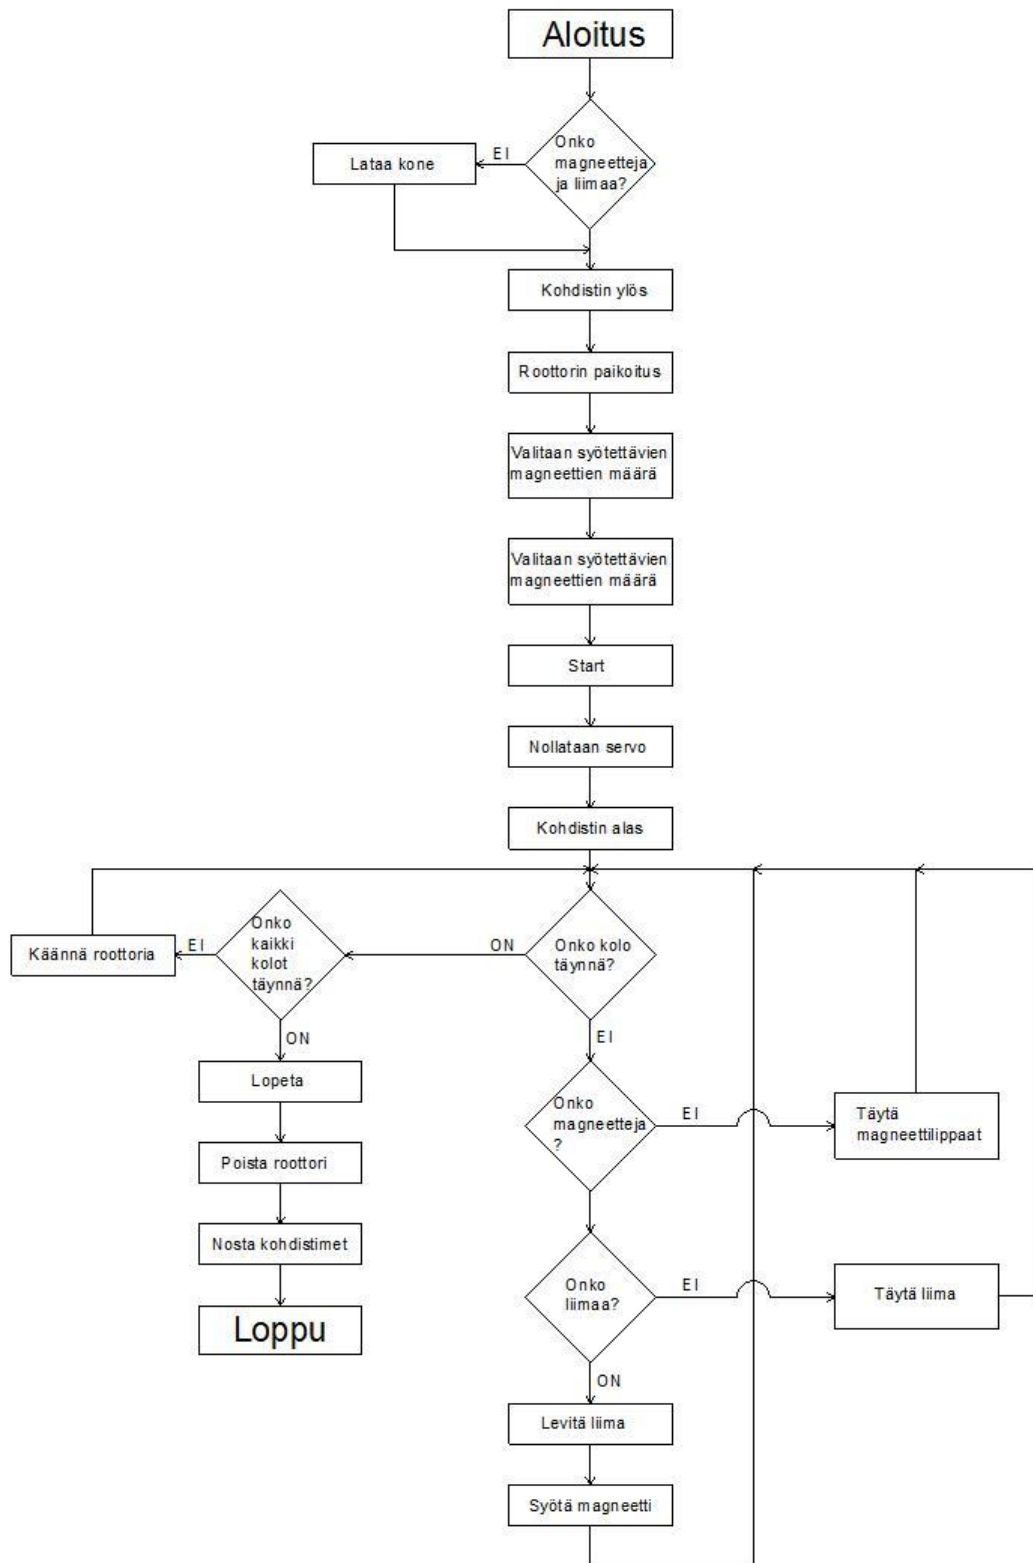 Aloitus
Onko
magneetteja
ja liimaa?
EI
Lataa kone
Kohdistin ylös
Roottorin paikoitus
Valitaan syötettävien
magneettien määrä
Valitaan syötettävien
magneettien määrä
Start
Nollataan servo
Kohdistin alas
Onko kolo
täynnä?
ON
Onko
kaikki
kolot
täynnä?
EI
Käännä roottoria
ON
Lopeta
Poista roottori
Nosta kohdistimet
Loppu
EI
Onko
magneetteja
?
EI
Täytä
magneettilippaat
Onko
liimaa?
EI
Täytä liima
ON
Levitä liima
Syötä magneetti